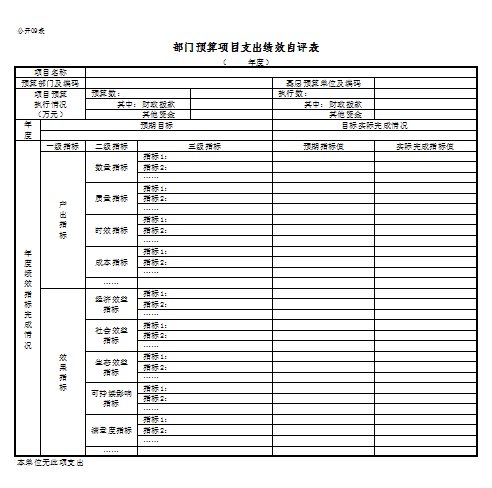 公开09表
部门预算项目支出绩效自评表
（　　年度）
项目名称
预算部门及编码 基层预算单位及编码
项目预算执行情况（万元） 预算数： 执行数：
其中：财政拨款 其中：财政拨款
其他资金 其他资金
年度 预期目标 目标实际完成情况
年度绩效指标完成情况 一级指标 二级指标 三级指标 预期指标值 实际完成指标值
产出指标 数量指标 指标1：
指标2：
……
质量指标 指标1：
指标2：
……
时效指标 指标1：
指标2：
……
成本指标 指标1：
指标2：
……
……
效果指标 经济效益指标 指标1：
指标2：
……
社会效益指标 指标1：
指标2：
……
生态效益指标 指标1：
指标2：
……
可持续影响指标 指标1：
指标2：
……
满意度指标 指标1：
指标2：
……
……
本单位无此项支出